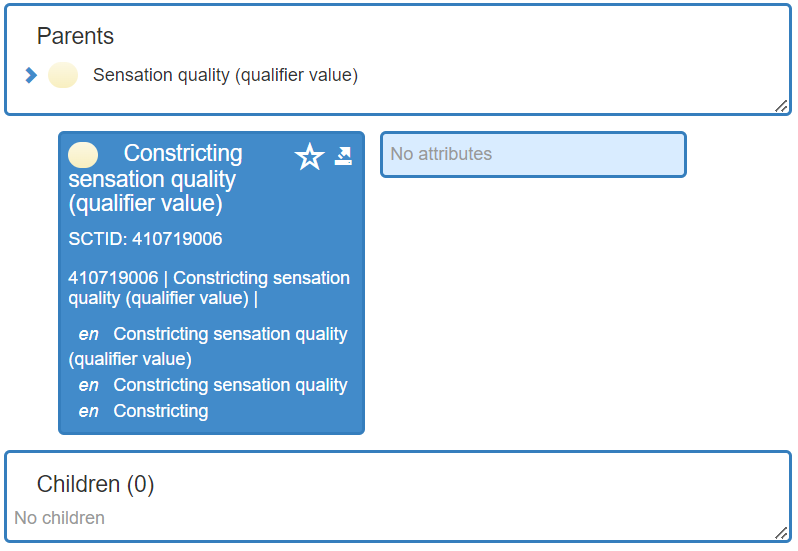 Parents
Sensation quality (qualifier value)
Constricting
sensation quality
(qualifier value)
SCTID: 410719006
410719006 | Constricting sensation
quality (qualifier value) |
en Constricting sensation quality
(qualifier value)
en Constricting sensation quality
en Constricting
No attributes
Children (0)
No children